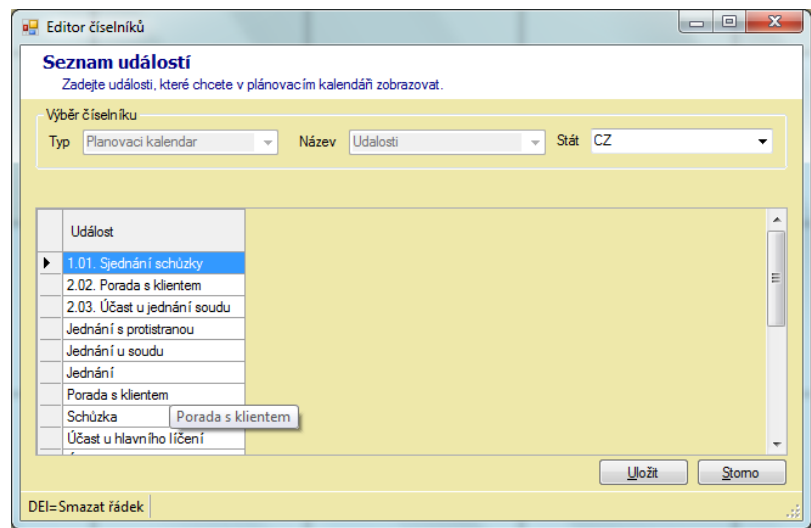 Editor číselníků
Seznam událostí
Zadejte události, které chcete v plánovacím kalendáři zobrazovat.
Výběr číselníku
Typ Planovaci kalendar Název Udalosti Stát CZ
Událost
1.01. Sjednání schůzky
2.02. Porada s klientem
2.03. Účast u jednání soudu
Jednání s protistranou
Jednání u soudu
Jednání
Porada s klientem
Schůzka Porada s klientem
Účast u hlavního líčení
Uložit Storno
DEl=Smazat řádek